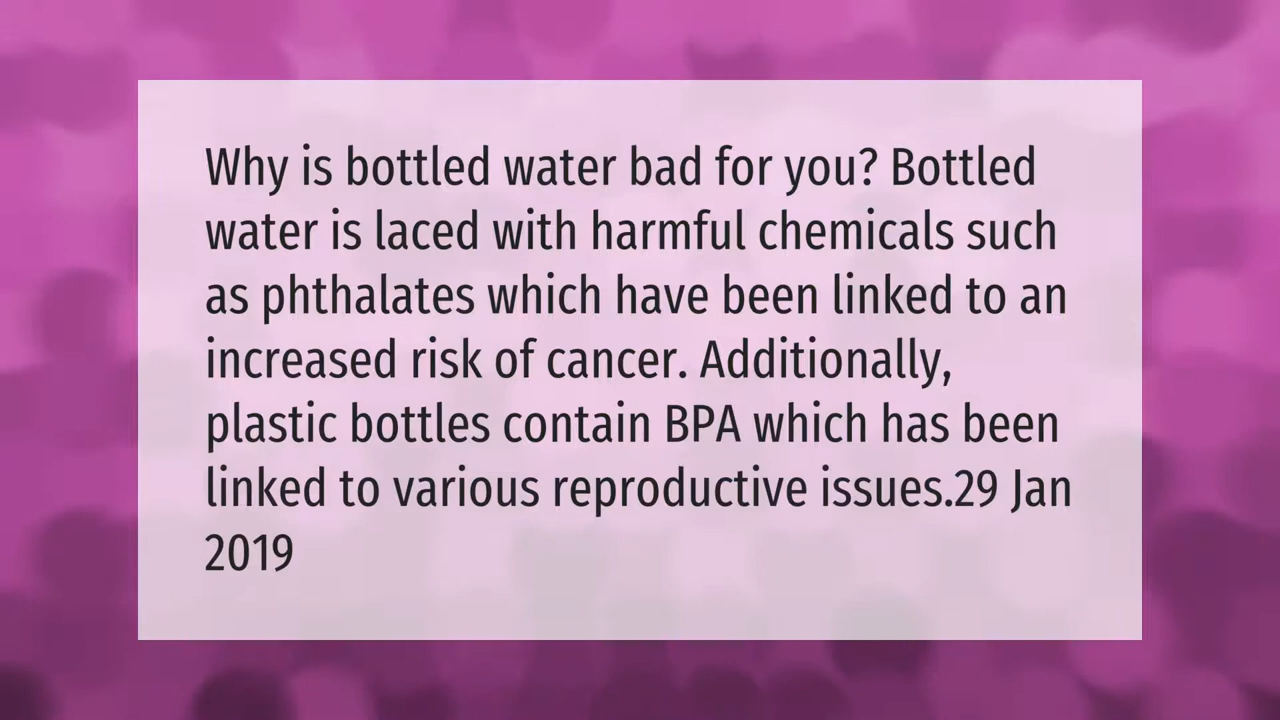 Why is bottled water bad for you? Bottled
water is laced with harmful chemicals such
as phthalates which have been linked to an
increased risk of cancer. Additionally,
plastic bottles contain BPA which has been
linked to various reproductive issues.29 Jan
2019